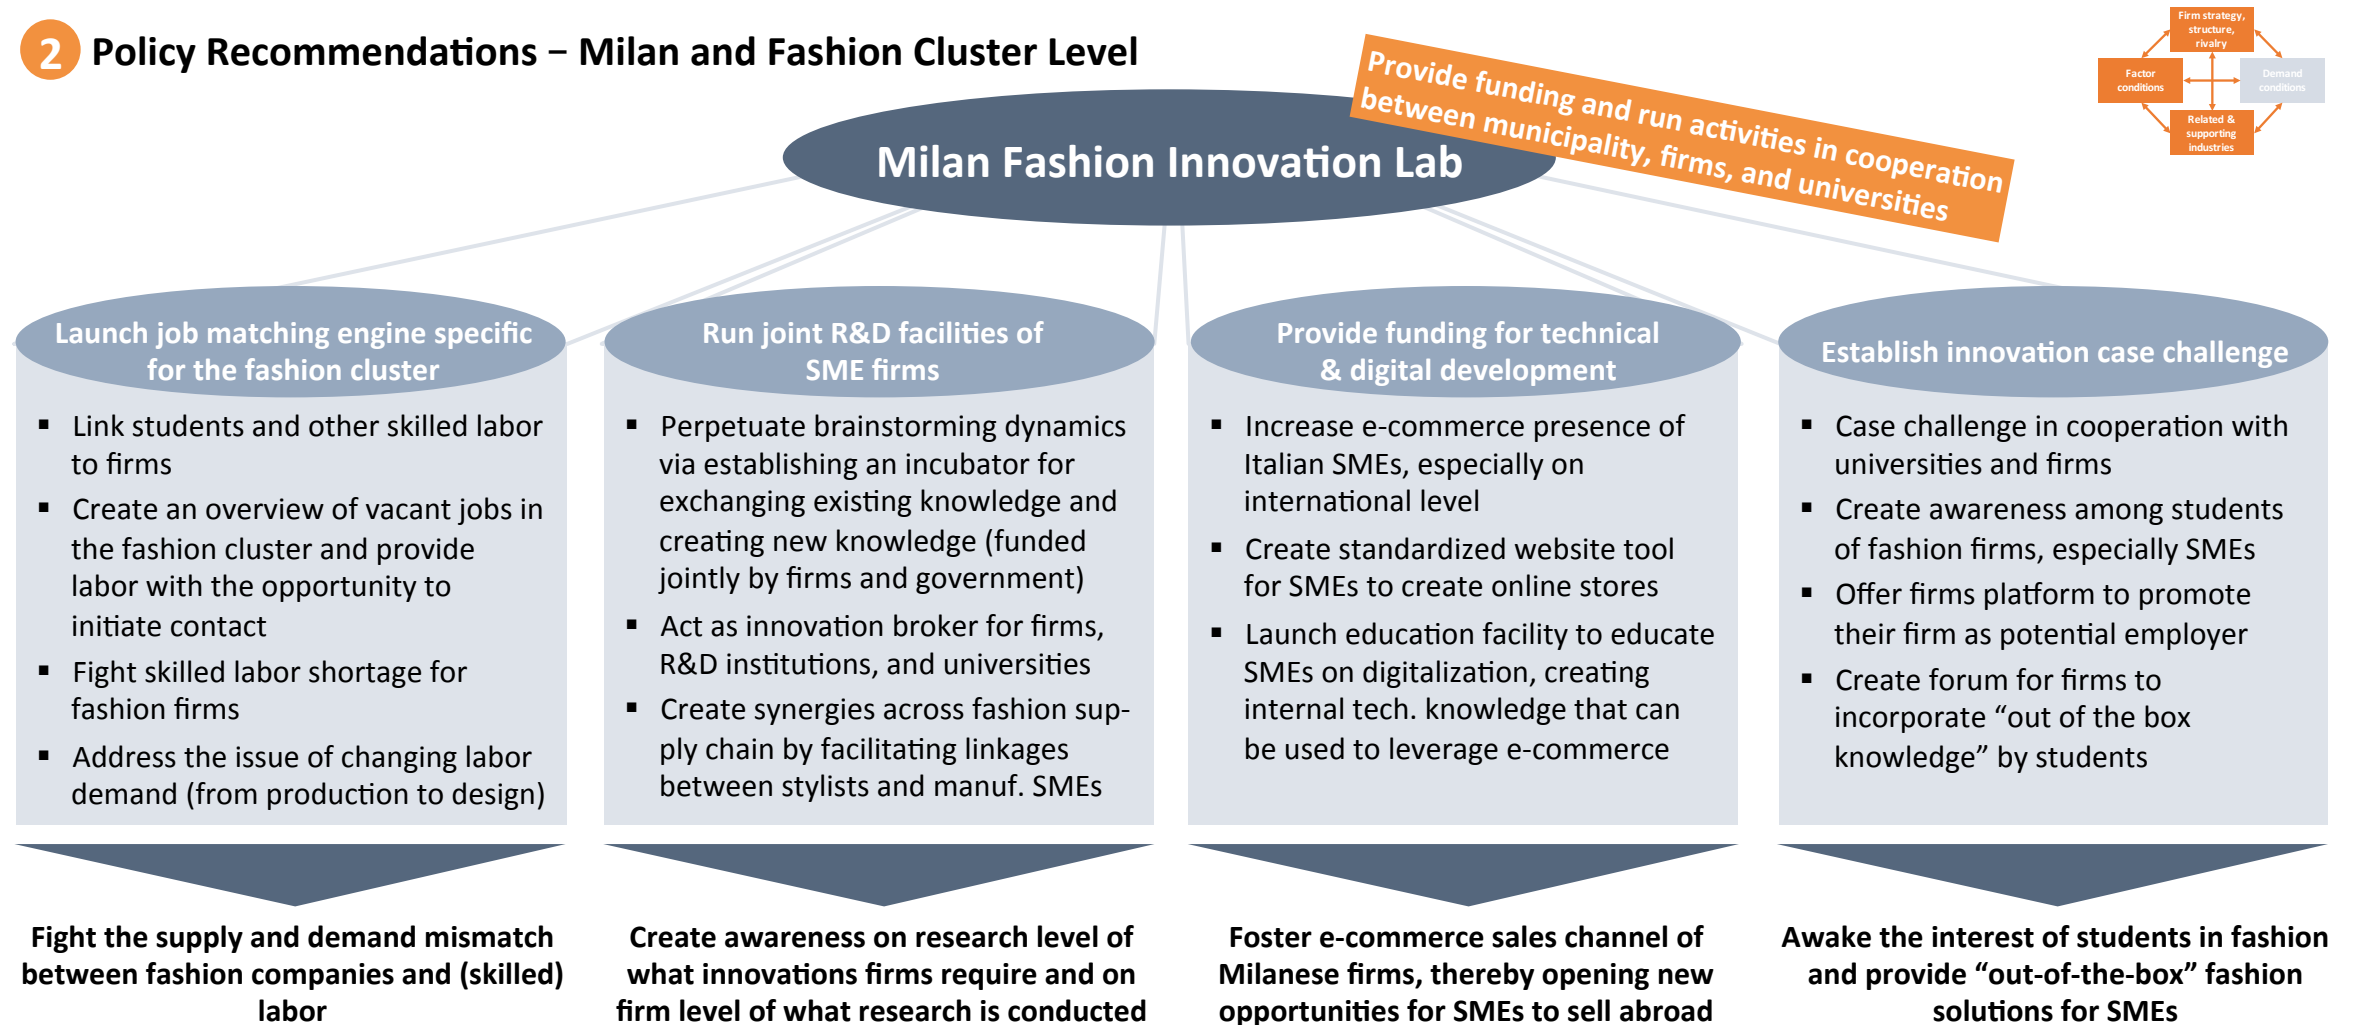 2 Policy Recommendations – Milan and Fashion Cluster Level
Firm strategy,
structure,
rivalry
Factor
conditions
Demand
conditions
Related &
supporting
industries
Provide funding and run activities in cooperation
between municipality, firms, and universities
Milan Fashion Innovation Lab
Launch job matching engine specific
for the fashion cluster
▪ Link students and other skilled labor
to firms
▪ Create an overview of vacant jobs in
the fashion cluster and provide
labor with the opportunity to
initiate contact
▪ Fight skilled labor shortage for
fashion firms
▪ Address the issue of changing labor
demand (from production to design)
Fight the supply and demand mismatch
between fashion companies and (skilled)
labor
Run joint R&D facilities of
SME firms
▪ Perpetuate brainstorming dynamics
via establishing an incubator for
exchanging existing knowledge and
creating new knowledge (funded
jointly by firms and government)
▪ Act as innovation broker for firms,
R&D institutions, and universities
▪ Create synergies across fashion sup-
ply chain by facilitating linkages
between stylists and manuf. SMEs
Create awareness on research level of
what innovations firms require and on
firm level of what research is conducted
Provide funding for technical
& digital development
▪ Increase e-commerce presence of
Italian SMEs, especially on
international level
▪ Create standardized website tool
for SMEs to create online stores
▪ Launch education facility to educate
SMEs on digitalization, creating
internal tech. knowledge that can
be used to leverage e-commerce
Foster e-commerce sales channel of
Milanese firms, thereby opening new
opportunities for SMEs to sell abroad
Establish innovation case challenge
▪ Case challenge in cooperation with
universities and firms
▪ Create awareness among students
of fashion firms, especially SMEs
▪ Offer firms platform to promote
their firm as potential employer
▪ Create forum for firms to
incorporate “out of the box
knowledge” by students
Awake the interest of students in fashion
and provide “out-of-the-box” fashion
solutions for SMEs